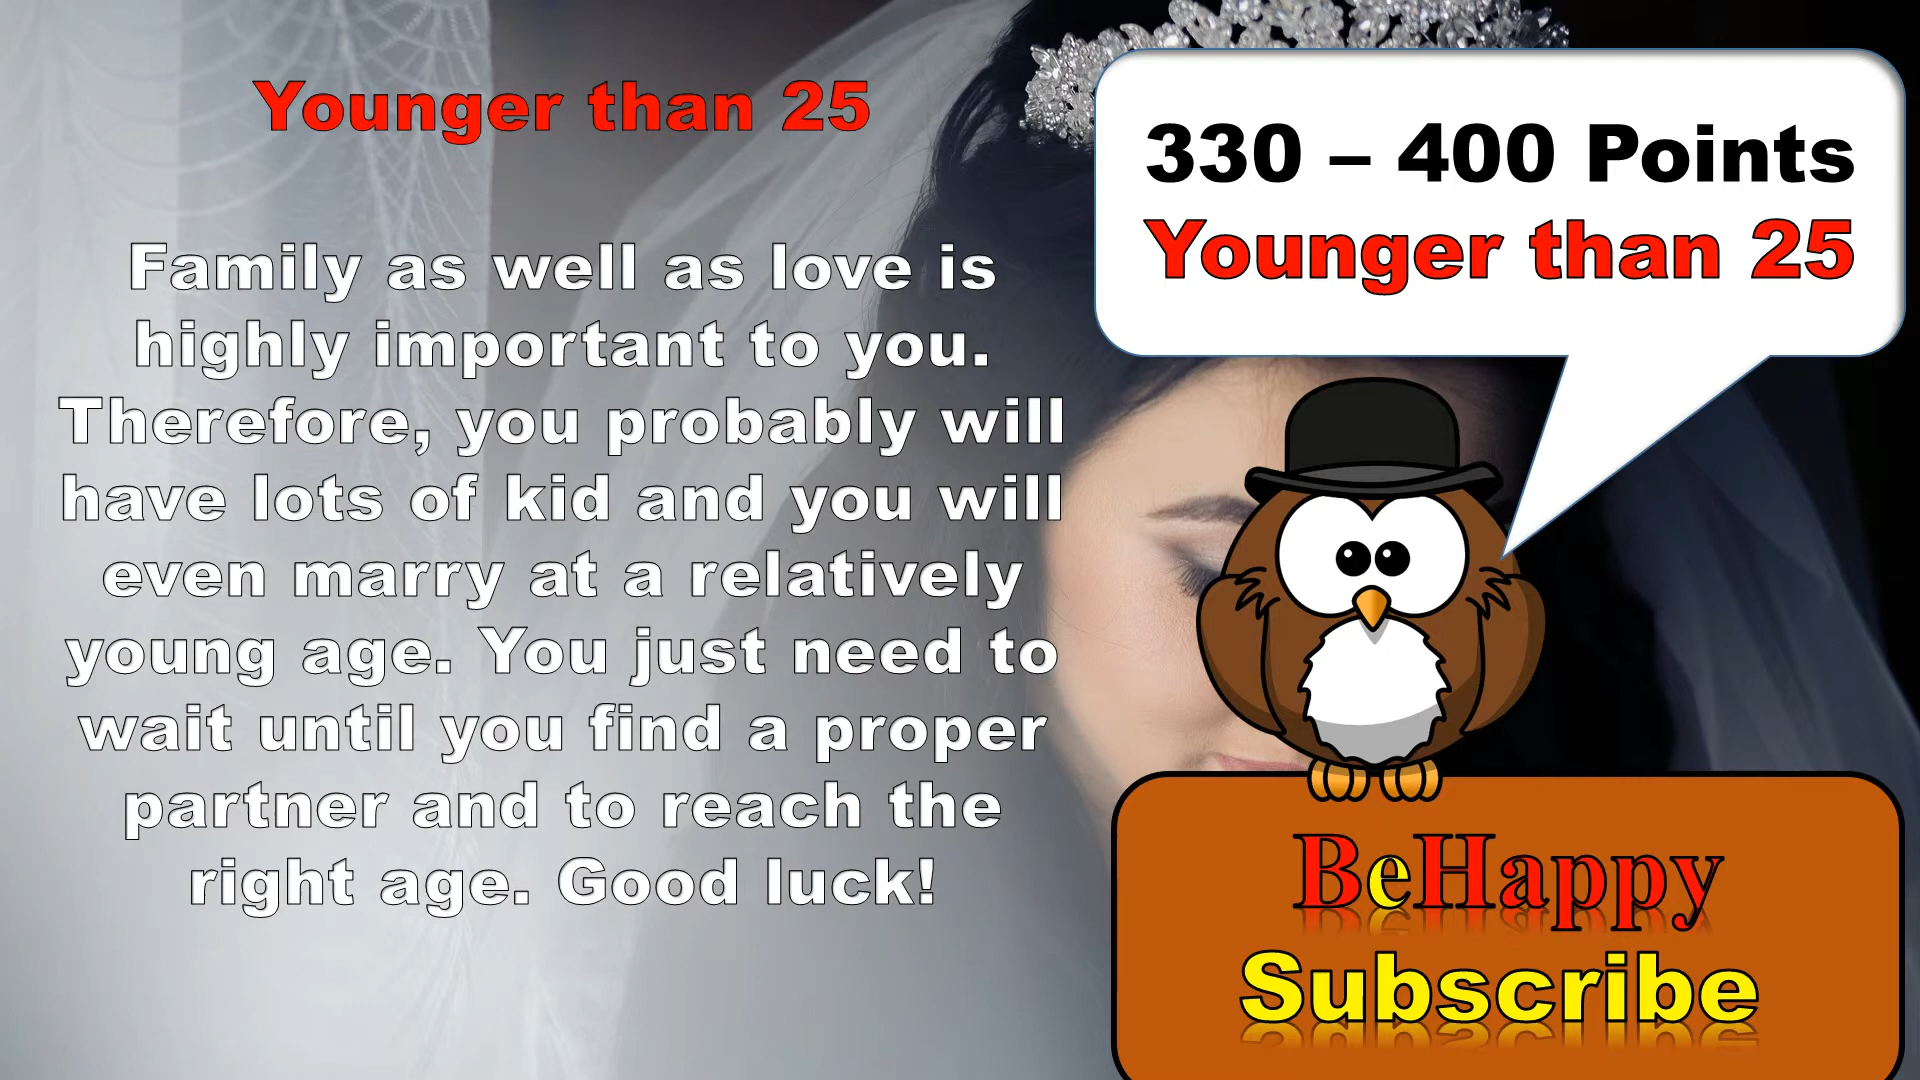 Younger than 25
Family as well as love is
highly important to you.
Therefore, you probably will
have lots of kid and you will
even marry at a relatively
young age. You just need to
wait until you find a proper
partner and to reach the
right age. Good luck!
330 – 400 Points
Younger than 25
BeHappy
Subscribe